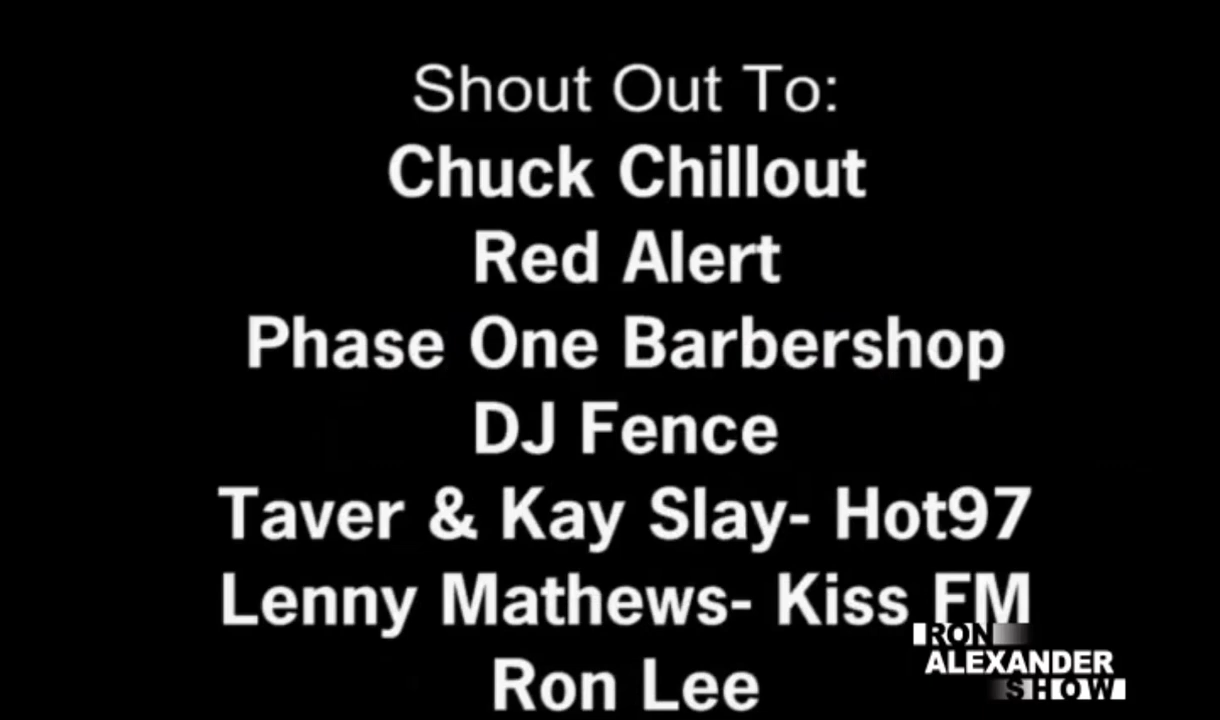 Shout Out To:
Chuck Chillout
Red Alert
Phase One Barbershop
DJ Fence
Taver & Kay Slay- Hot97
Lenny Mathews- Kiss FM
Ron Lee
RON
ALEXANDER
SHOW